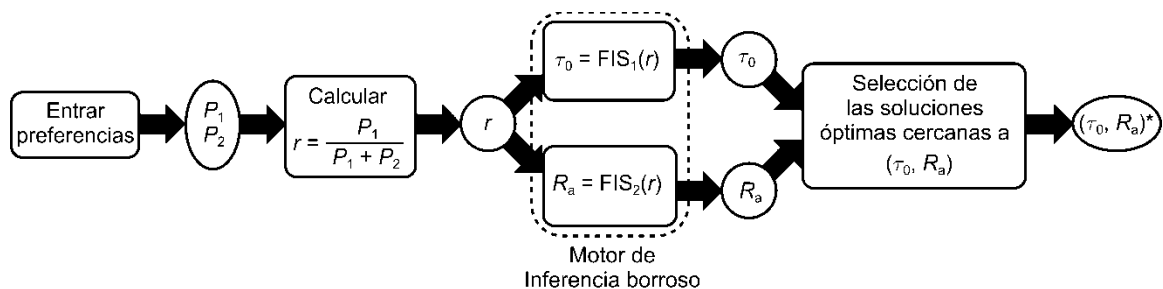 Entrar
preferencias
P₁
P₂
Calcular
r = P₁ / (P₁ + P₂)
r
τ₀ = FIS₁(r)
Rₐ = FIS₂(r)
Motor de
Inferencia borroso
τ₀
Rₐ
Selección de
las soluciones
óptimas cercanas a
(τ₀, Rₐ)
(τ₀, Rₐ)*